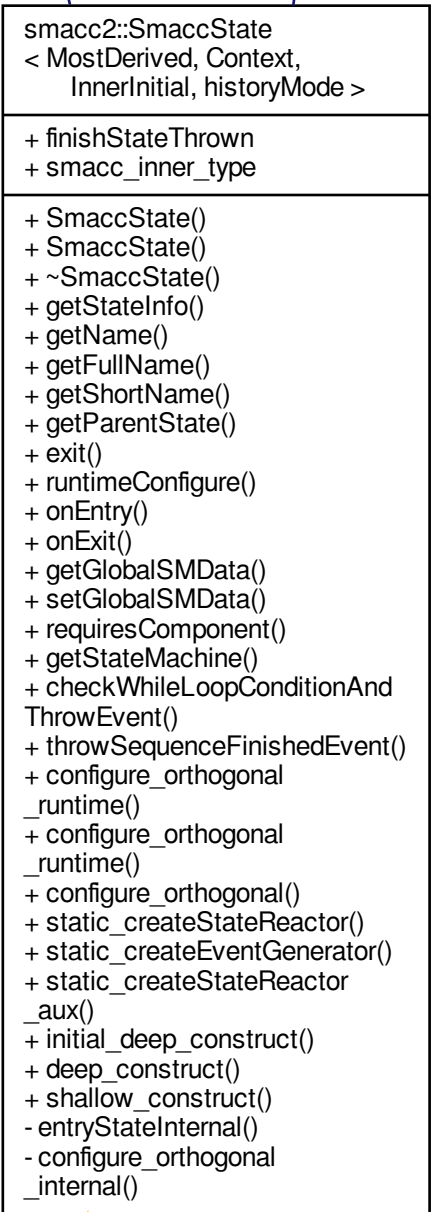 smacc2::SmaccState
< MostDerived, Context,
InnerInitial, historyMode >
+ finishStateThrown
+ smacc_inner_type
+ SmaccState()
+ SmaccState()
+ ~SmaccState()
+ getStateInfo()
+ getName()
+ getFullName()
+ getShortName()
+ getParentState()
+ exit()
+ runtimeConfigure()
+ onEntry()
+ onExit()
+ getGlobalSMData()
+ setGlobalSMData()
+ requiresComponent()
+ getStateMachine()
+ checkWhileLoopConditionAnd
ThrowEvent()
+ throwSequenceFinishedEvent()
+ configure_orthogonal
_runtime()
+ configure_orthogonal
_runtime()
+ configure_orthogonal()
+ static_createStateReactor()
+ static_createEventGenerator()
+ static_createStateReactor
_aux()
+ initial_deep_construct()
+ deep_construct()
+ shallow_construct()
- entryStateInternal()
- configure_orthogonal
_internal()